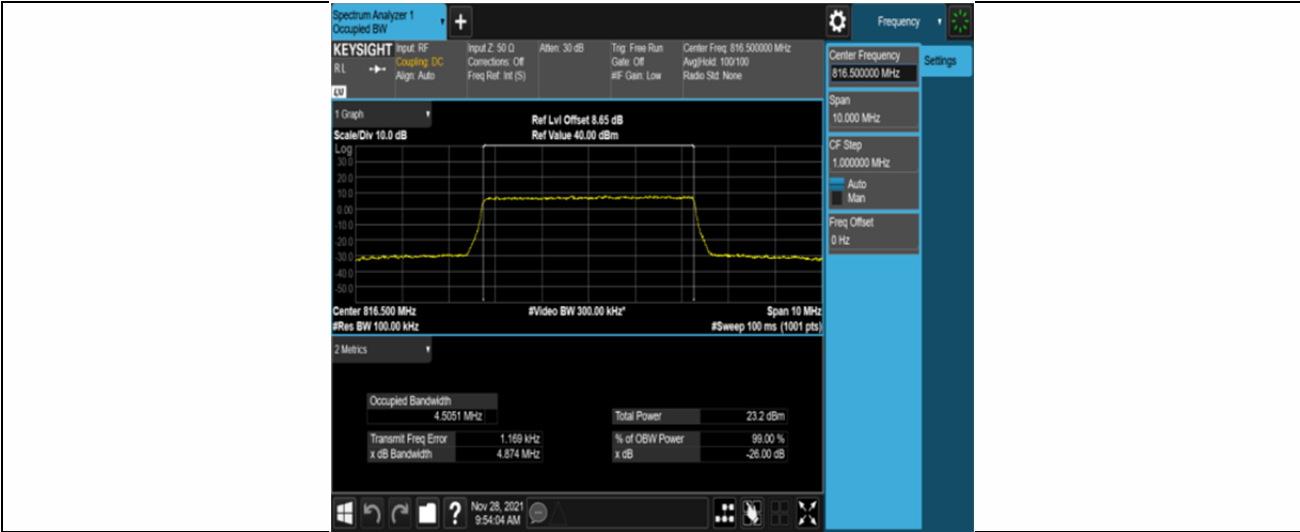 Spectrum Analyzer 1
Occupied BW
+
Frequency
KEYSIGHT
RL
LXI
Input: RF
Coupling: DC
Align: Auto
Input Z: 50 Ω
Corrections: Off
Freq Ref: Int (S)
Atten: 30 dB
Trig: Free Run
Gate: Off
#IF Gain: Low
Center Freq: 816.500000 MHz
Avg|Hold: 100/100
Radio Std: None
Center Frequency
816.500000 MHz
Settings
Span
10.000 MHz
CF Step
1.000000 MHz
Auto
Man
Freq Offset
0 Hz
1 Graph
Scale/Div 10.0 dB
Ref Lvl Offset 8.65 dB
Ref Value 40.00 dBm
Log
30.0
20.0
10.0
0.00
-10.0
-20.0
-30.0
-40.0
-50.0
Center 816.500 MHz
#Video BW 300.00 kHz*
Span 10 MHz
#Res BW 100.00 kHz
#Sweep 100 ms (1001 pts)
2 Metrics
Occupied Bandwidth
4.5051 MHz
Total Power 23.2 dBm
Transmit Freq Error 1.169 kHz
% of OBW Power 99.00 %
x dB Bandwidth 4.874 MHz
x dB -26.00 dB
?
Nov 28, 2021
9:54:04 AM